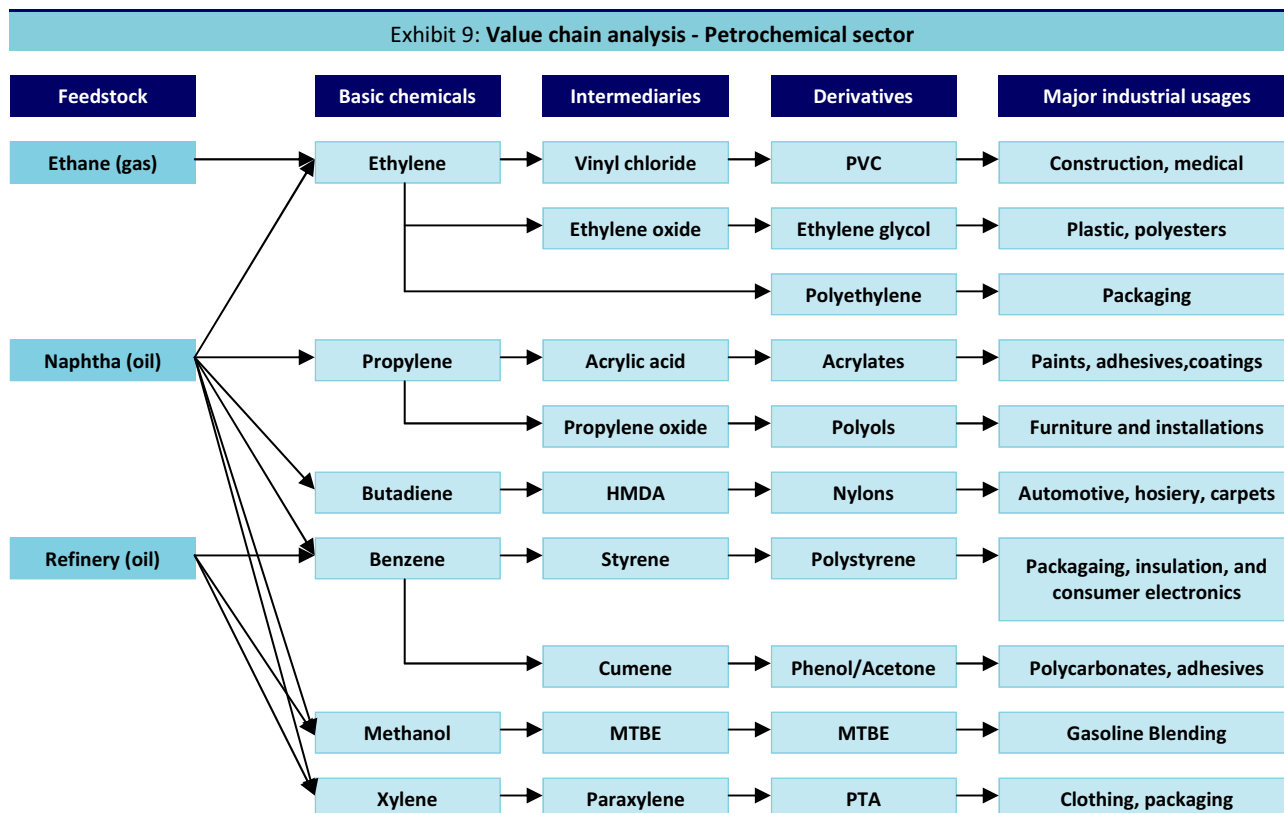 Exhibit 9: Value chain analysis - Petrochemical sector
Feedstock
Basic chemicals
Intermediaries
Derivatives
Major industrial usages
Ethane (gas)
Ethylene
Vinyl chloride
PVC
Construction, medical
Ethylene oxide
Ethylene glycol
Plastic, polyesters
Polyethylene
Packaging
Naphtha (oil)
Propylene
Acrylic acid
Acrylates
Paints, adhesives,coatings
Propylene oxide
Polyols
Furniture and installations
Butadiene
HMDA
Nylons
Automotive, hosiery, carpets
Refinery (oil)
Benzene
Styrene
Polystyrene
Packagaing, insulation, and
consumer electronics
Cumene
Phenol/Acetone
Polycarbonates, adhesives
Methanol
MTBE
MTBE
Gasoline Blending
Xylene
Paraxylene
PTA
Clothing, packaging